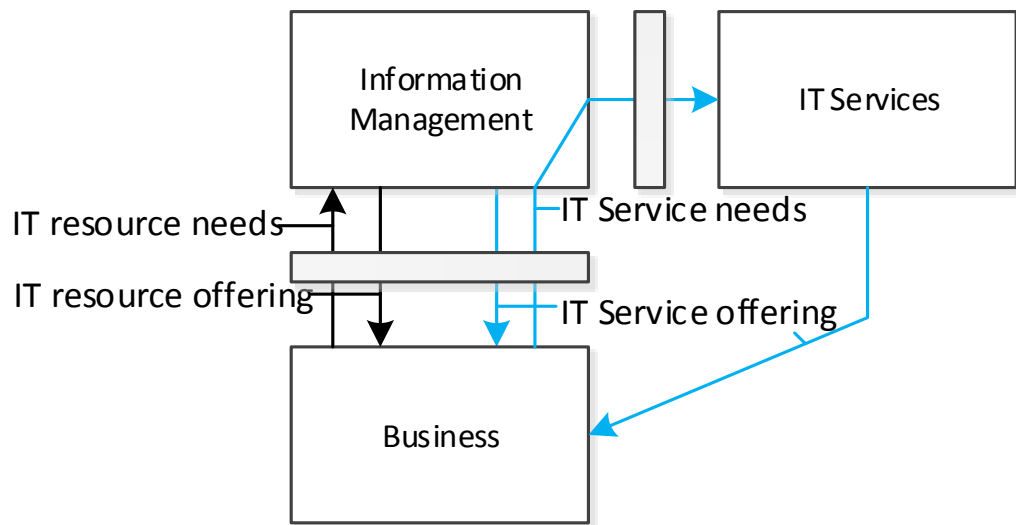 Information
Management
IT Services
IT resource needs
IT Service needs
IT resource offering
IT Service offering
Business